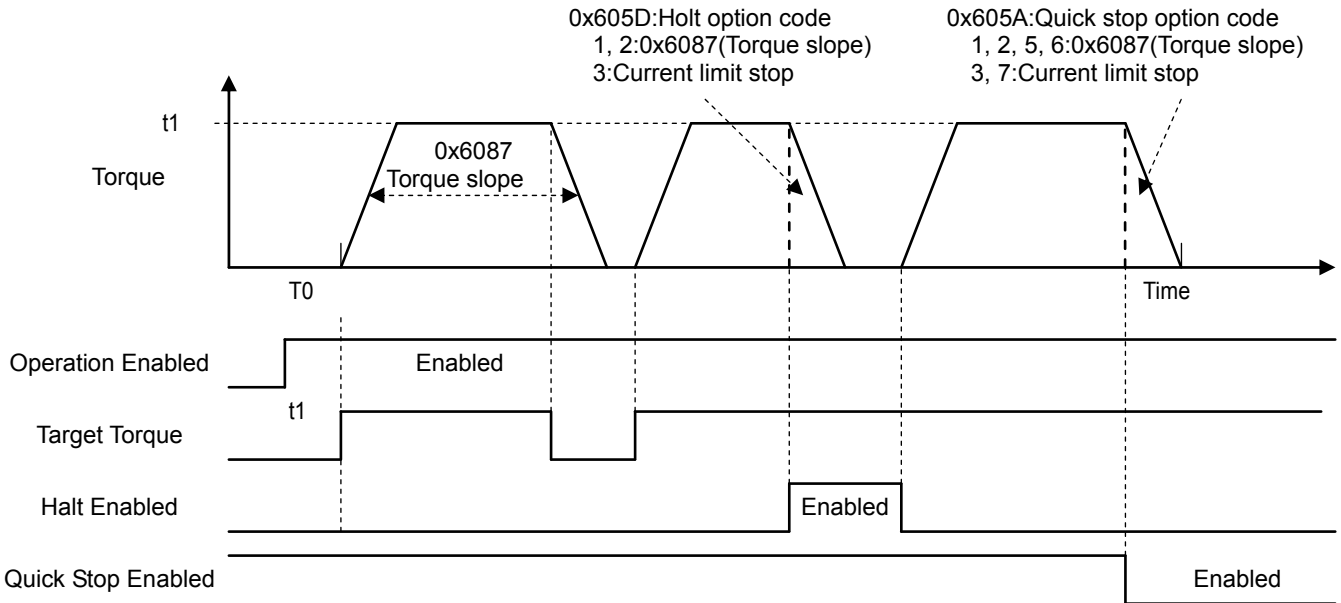 0x605D:Holt option code
1, 2:0x6087(Torque slope)
3:Current limit stop
0x605A:Quick stop option code
1, 2, 5, 6:0x6087(Torque slope)
3, 7:Current limit stop
t1
0x6087
Torque slope
Torque
T0
Time
Operation Enabled
Enabled
t1
Target Torque
Halt Enabled
Enabled
Quick Stop Enabled
Enabled